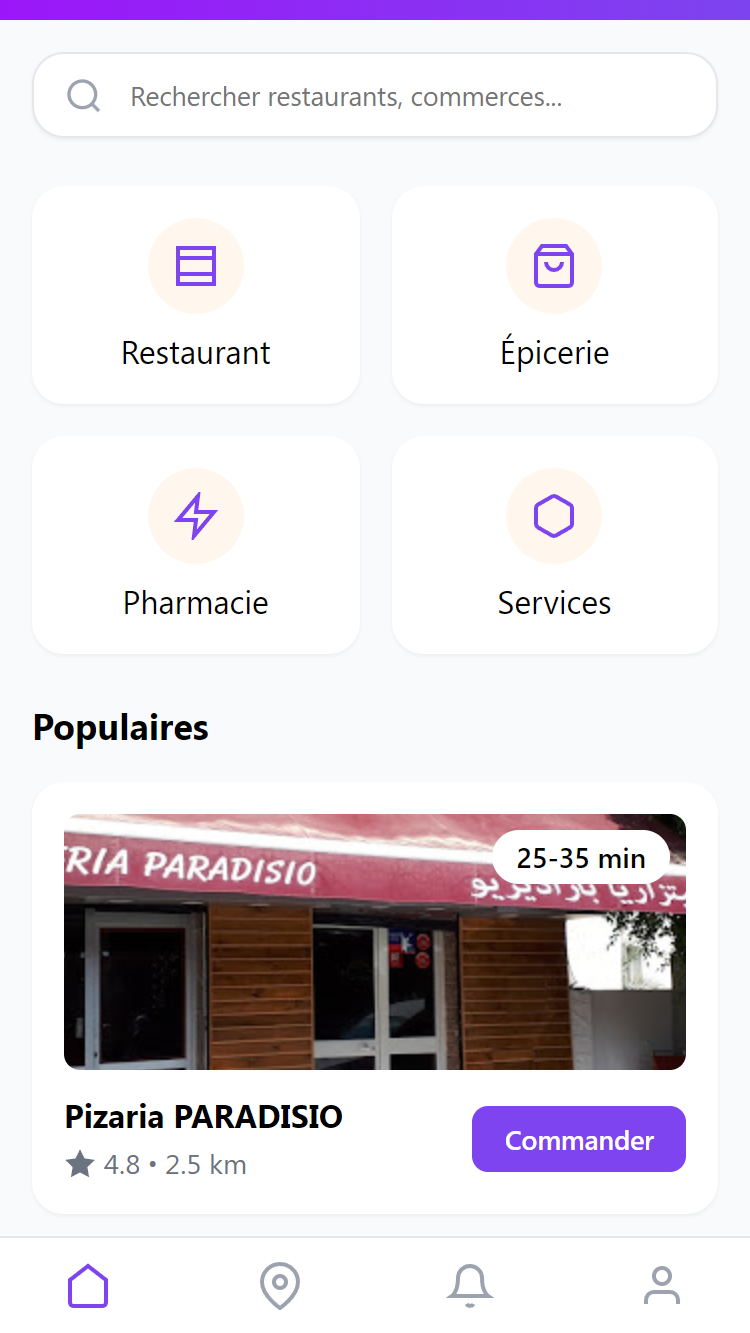 Rechercher restaurants, commerces...
Restaurant
Épicerie
Pharmacie
Services
Populaires
25-35 min
RIA PARADISIO
Pizaria PARADISIO
4.8 • 2.5 km
Commander